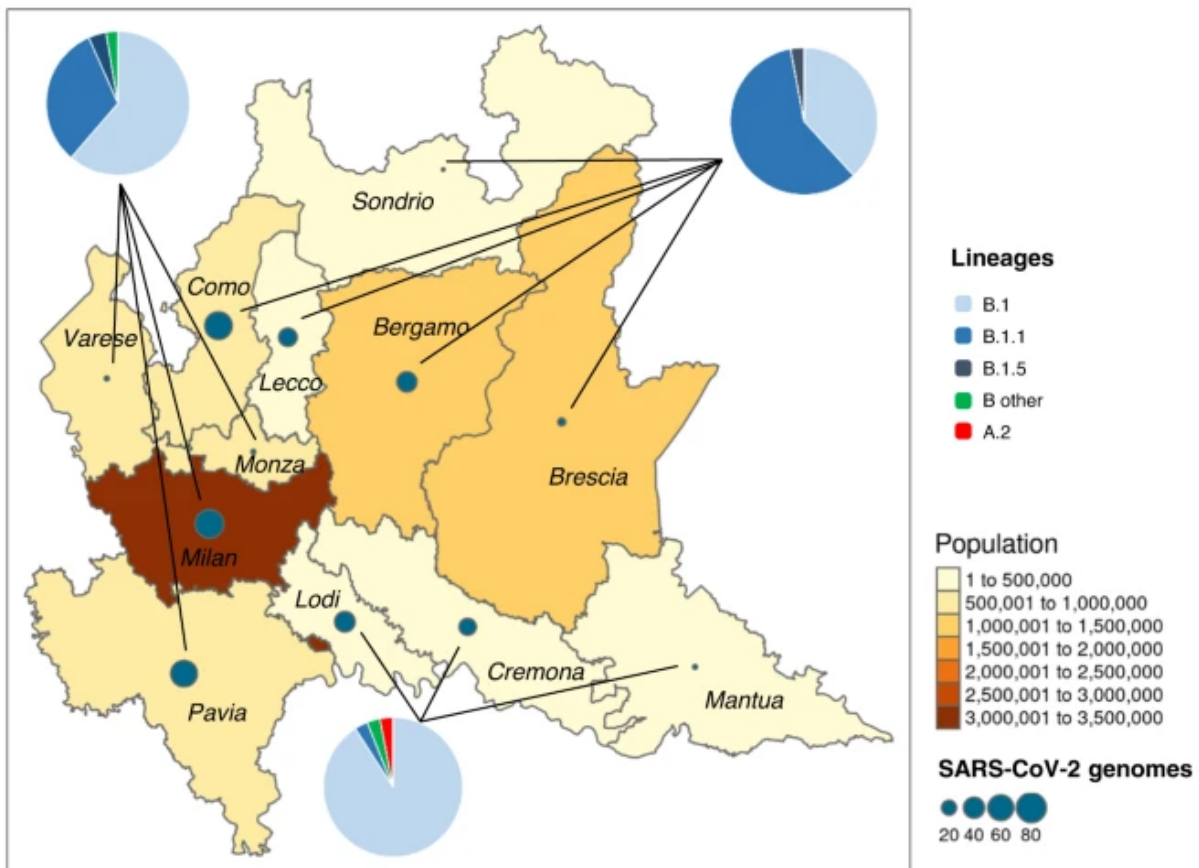 Sondrio
Como
Varese
Bergamo
Lecco
Monza
Brescia
Milan
Lodi
Cremona
Mantua
Pavia
Lineages
B.1
B.1.1
B.1.5
B other
A.2
Population
1 to 500,000
500,001 to 1,000,000
1,000,001 to 1,500,000
1,500,001 to 2,000,000
2,000,001 to 2,500,000
2,500,001 to 3,000,000
3,000,001 to 3,500,000
SARS-CoV-2 genomes
20 40 60 80